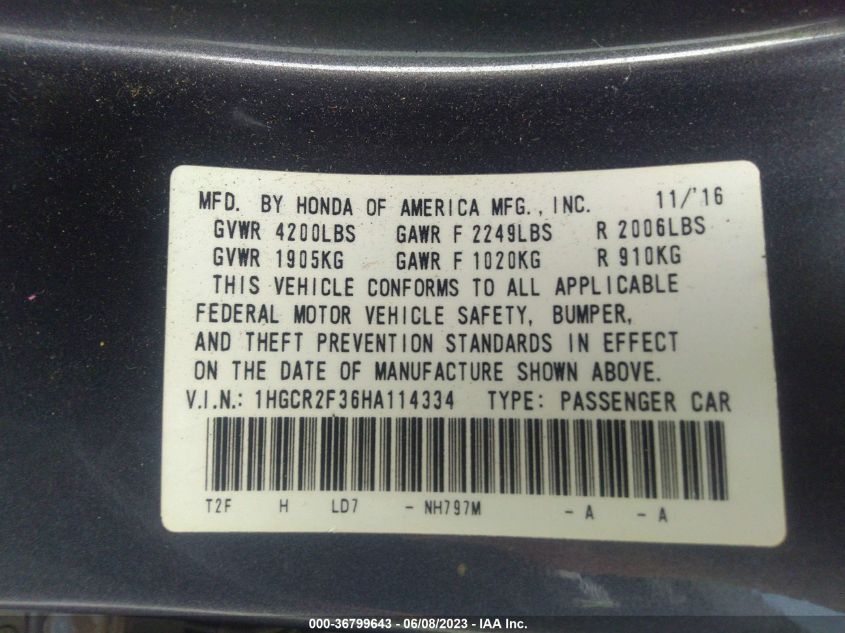 MFD. BY HONDA OF AMERICA MFG., INC. 11/'16
GVWR 4200LBS GAWR F 2249LBS R 2006LBS
GVWR 1905KG GAWR F 1020KG R 910KG
THIS VEHICLE CONFORMS TO ALL APPLICABLE
FEDERAL MOTOR VEHICLE SAFETY, BUMPER,
AND THEFT PREVENTION STANDARDS IN EFFECT
ON THE DATE OF MANUFACTURE SHOWN ABOVE.
V.I.N.: 1HGCR2F36HA114334 TYPE: PASSENGER CAR
T2F H LD7 - NH797M - A - A
000-36799643 - 06/08/2023 - IAA Inc.